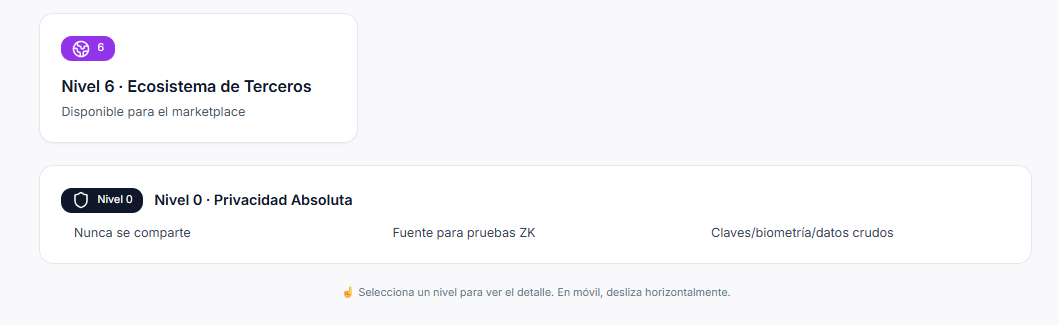 6
Nivel 6 · Ecosistema de Terceros
Disponible para el marketplace
Nivel 0 Nivel 0 · Privacidad Absoluta
Nunca se comparte Fuente para pruebas ZK Claves/biometría/datos crudos
☝️ Selecciona un nivel para ver el detalle. En móvil, desliza horizontalmente.